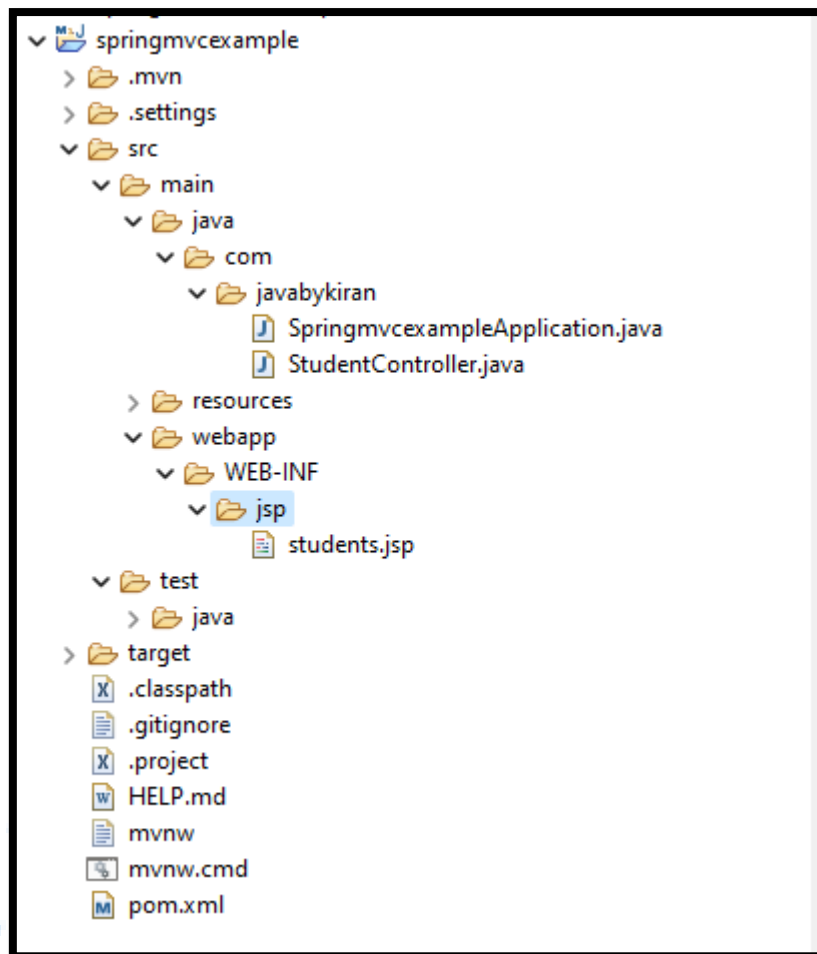 springmvcexample
.mvn
.settings
src
main
java
com
javabykiran
SpringmvcexampleApplication.java
StudentController.java
resources
webapp
WEB-INF
jsp
students.jsp
test
java
target
.classpath
.gitignore
.project
HELP.md
mvnw
mvnw.cmd
pom.xml